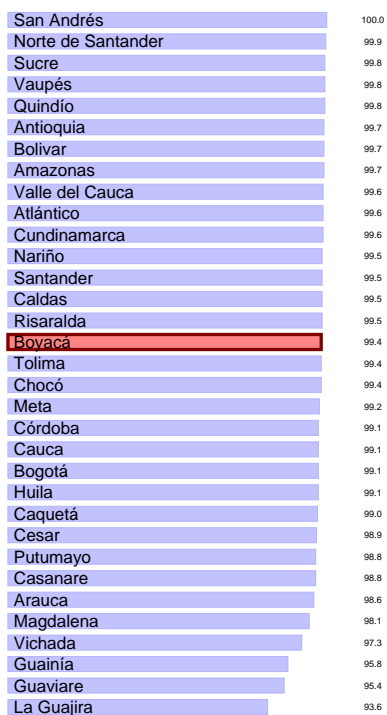 San Andrés 100.0
Norte de Santander 99.9
Sucre 99.8
Vaupés 99.8
Quindío 99.8
Antioquia 99.7
Bolivar 99.7
Amazonas 99.7
Valle del Cauca 99.6
Atlántico 99.6
Cundinamarca 99.6
Nariño 99.5
Santander 99.5
Caldas 99.5
Risaralda 99.5
Boyacá 99.4
Tolima 99.4
Chocó 99.4
Meta 99.2
Córdoba 99.1
Cauca 99.1
Bogotá 99.1
Huila 99.1
Caquetá 99.0
Cesar 98.9
Putumayo 98.8
Casanare 98.8
Arauca 98.6
Magdalena 98.1
Vichada 97.3
Guainía 95.8
Guaviare 95.4
La Guajira 93.6